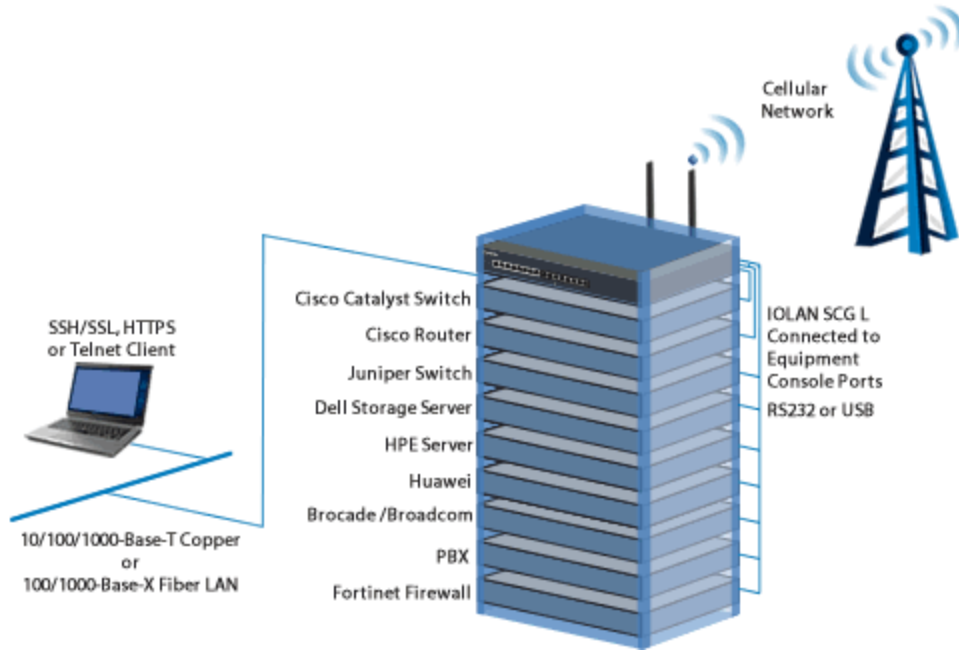 Cellular
Network
SSH/SSL, HTTPS
or Telnet Client
10/100/1000-Base-T Copper
or
100/1000-Base-X Fiber LAN
Cisco Catalyst Switch
Cisco Router
Juniper Switch
Dell Storage Server
HPE Server
Huawei
Brocade /Broadcom
PBX
Fortinet Firewall
IOLAN SCG L
Connected to
Equipment
Console Ports
RS232 or USB